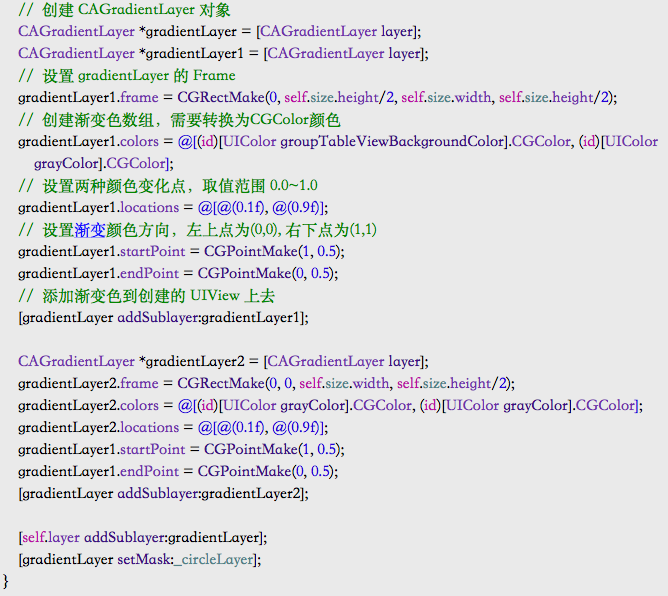 // 创建 CAGradientLayer 对象
CAGradientLayer *gradientLayer = [CAGradientLayer layer];
CAGradientLayer *gradientLayer1 = [CAGradientLayer layer];
// 设置 gradientLayer 的 Frame
gradientLayer1.frame = CGRectMake(0, self.size.height/2, self.size.width, self.size.height/2);
// 创建渐变色数组，需要转换为CGColor颜色
gradientLayer1.colors = @[(id)[UIColor groupTableViewBackgroundColor].CGColor, (id)[UIColor
grayColor].CGColor];
// 设置两种颜色变化点，取值范围 0.0~1.0
gradientLayer1.locations = @[@(0.1f), @(0.9f)];
// 设置渐变颜色方向，左上点为(0,0), 右下点为(1,1)
gradientLayer1.startPoint = CGPointMake(1, 0.5);
gradientLayer1.endPoint = CGPointMake(0, 0.5);
// 添加渐变色到创建的 UIView 上去
[gradientLayer addSublayer:gradientLayer1];
CAGradientLayer *gradientLayer2 = [CAGradientLayer layer];
gradientLayer2.frame = CGRectMake(0, 0, self.size.width, self.size.height/2);
gradientLayer2.colors = @[(id)[UIColor grayColor].CGColor, (id)[UIColor grayColor].CGColor];
gradientLayer2.locations = @[@(0.1f), @(0.9f)];
gradientLayer1.startPoint = CGPointMake(1, 0.5);
gradientLayer1.endPoint = CGPointMake(0, 0.5);
[gradientLayer addSublayer:gradientLayer2];
[self.layer addSublayer:gradientLayer];
[gradientLayer setMask:_circleLayer];
}